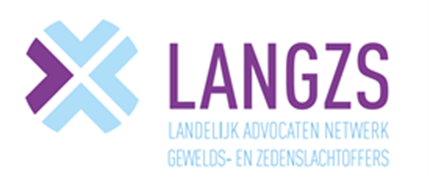 LANGZS
LANDELIJK ADVOCATEN NETWERK
GEWELDS- EN ZEDENSLACHTOFFERS